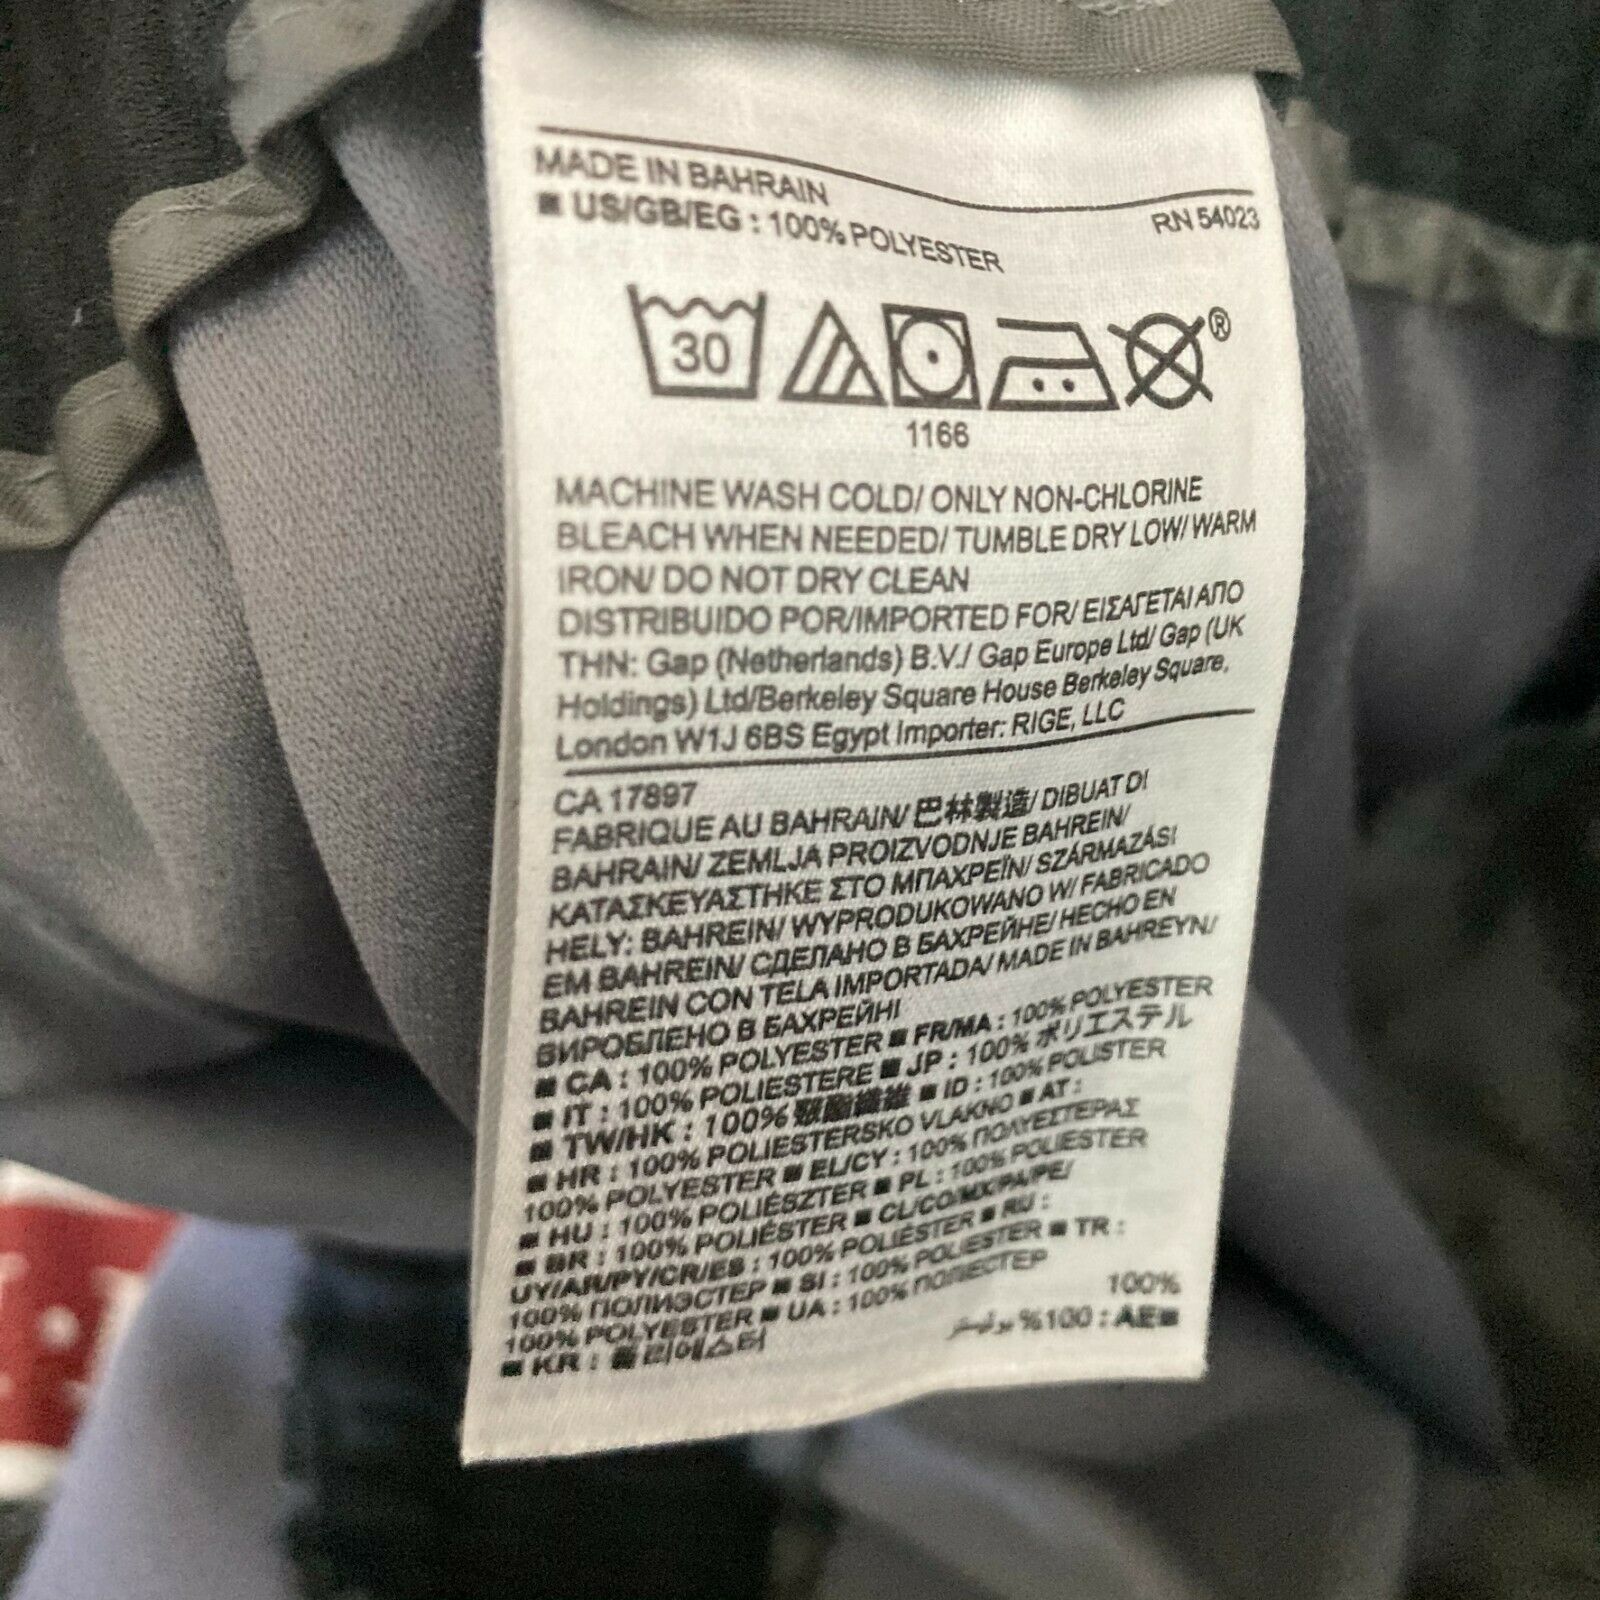 MADE IN BAHRAIN
RN 54023
■ US/GB/EG : 100% POLYESTER
30
®
1166
MACHINE WASH COLD/ ONLY NON-CHLORINE
BLEACH WHEN NEEDED/ TUMBLE DRY LOW/ WARM
IRON/ DO NOT DRY CLEAN
DISTRIBUIDO POR/IMPORTED FOR/ ΕΙΣΑΓΕΤΑΙ ΑΠΟ
THN: Gap (Netherlands) B.V./ Gap Europe Ltd/ Gap (UK
Holdings) Ltd/Berkeley Square House Berkeley Square,
London W1J 6BS Egypt Importer: RIGE, LLC
CA 17897
FABRIQUE AU BAHRAIN/ 巴林製造/ DIBUAT DI
BAHRAIN/ ZEMLJA PROIZVODNJE BAHREIN/
ΚΑΤΑΣΚΕΥΑΣΤΗΚΕ ΣΤΟ ΜΠΑΧΡΕΪΝ/ SZÁRMAZÁSI
HELY: BAHREIN/ WYPRODUKOWANO W/ FABRICADO
EM BAHREIN/ СДЕЛАНО В БАХРЕЙНЕ/ HECHO EN
BAHREIN CON TELA IMPORTADA/ MADE IN BAHREYN/
ВИРОБЛЕНО В БАХРЕЙНІ
■ CA : 100% POLYESTER ■ FR/MA : 100% POLYESTER
■ IT : 100% POLIESTERE ■ JP : 100% ポリエステル
■ TW/HK : 100% 聚酯纖維 ■ ID : 100% POLISTER
■ HR : 100% POLIESTERSKO VLAKNO ■ AT :
100% POLYESTER ■ EL/CY : 100% ΠΟΛΥΕΣΤΕΡΑΣ
■ HU : 100% POLIÉSZTER ■ PL : 100% POLIESTER
■ BR : 100% POLIÉSTER ■ CL/CO/MX/PA/PE/
UY/AR/PY/CR/ES : 100% POLIÉSTER ■ RU :
100% ПОЛИЭСТЕР ■ SI : 100% POLIESTER ■ TR :
100% POLYESTER ■ UA : 100% ПОЛІЕСТЕР
■ KR : 폴리에스터 100%
■AE : 100% بوليستر